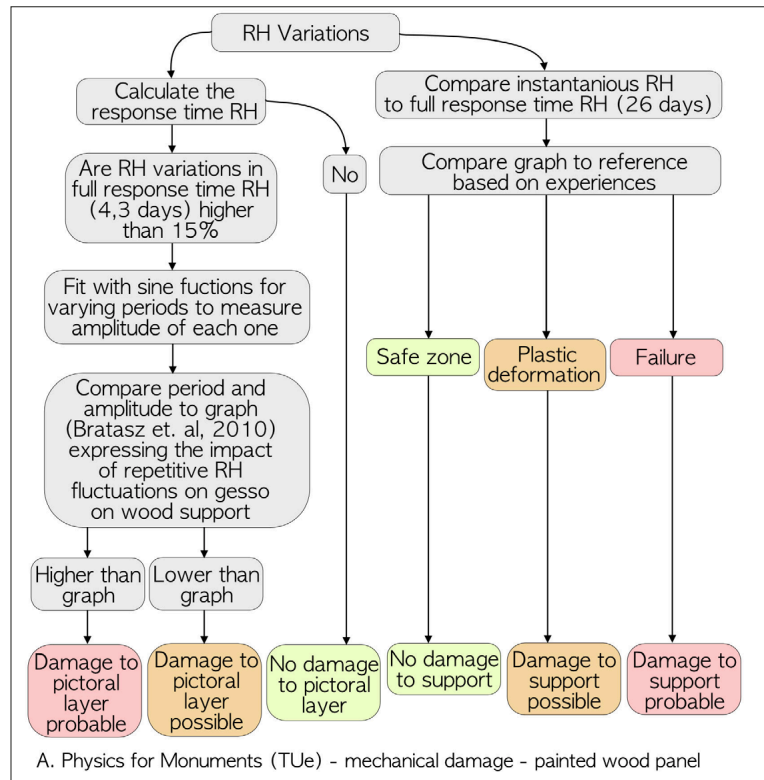 RH Variations
Calculate the
response time RH
Compare instantanious RH
to full response time RH (26 days)
Are RH variations in
full response time RH
(4,3 days) higher
than 15%
No
Compare graph to reference
based on experiences
Fit with sine fuctions for
varying periods to measure
amplitude of each one
Safe zone
Plastic
deformation
Failure
Compare period and
amplitude to graph
(Bratasz et. al, 2010)
expressing the impact
of repetitive RH
fluctuations on gesso
on wood support
Higher than
graph
Lower than
graph
Damage to
pictoral
layer
probable
Damage to
pictoral
layer
possible
No damage
to pictoral
layer
No damage
to support
Damage to
support
possible
Damage to
support
probable
A. Physics for Monuments (TUe) - mechanical damage - painted wood panel